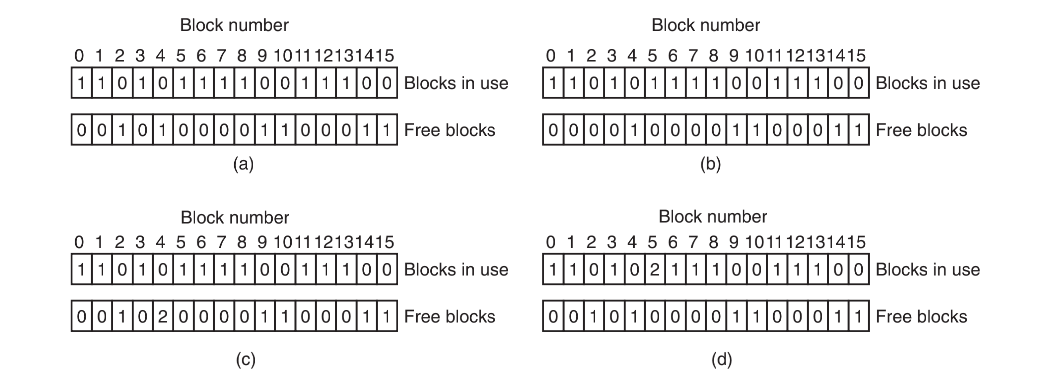 Block number
0 1 2 3 4 5 6 7 8 9 10 11 12 13 14 15
1 1 0 1 0 1 1 1 1 0 0 1 1 1 0 0 Blocks in use
0 0 1 0 1 0 0 0 0 1 1 0 0 0 1 1 Free blocks
(a)
Block number
0 1 2 3 4 5 6 7 8 9 10 11 12 13 14 15
1 1 0 1 0 1 1 1 1 0 0 1 1 1 0 0 Blocks in use
0 0 0 0 1 0 0 0 0 1 1 0 0 0 1 1 Free blocks
(b)
Block number
0 1 2 3 4 5 6 7 8 9 10 11 12 13 14 15
1 1 0 1 0 1 1 1 1 0 0 1 1 1 0 0 Blocks in use
0 0 1 0 2 0 0 0 0 1 1 0 0 0 1 1 Free blocks
(c)
Block number
0 1 2 3 4 5 6 7 8 9 10 11 12 13 14 15
1 1 0 1 0 2 1 1 1 0 0 1 1 1 0 0 Blocks in use
0 0 1 0 1 0 0 0 0 1 1 0 0 0 1 1 Free blocks
(d)